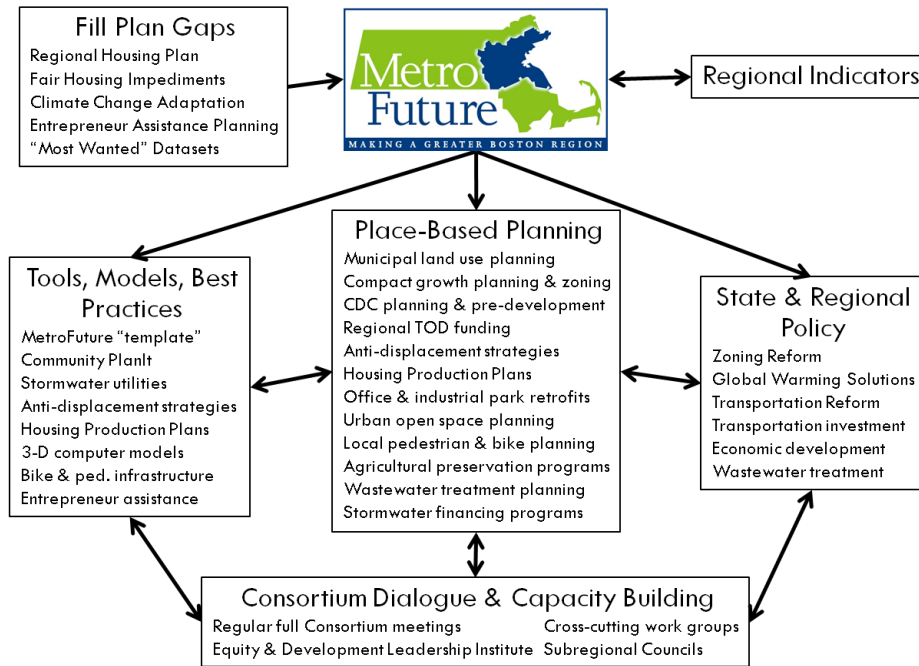 Fill Plan Gaps
Regional Housing Plan
Fair Housing Impediments
Climate Change Adaptation
Entrepreneur Assistance Planning
“Most Wanted” Datasets
Metro
Future
MAKING A GREATER BOSTON REGION
Regional Indicators
Tools, Models, Best
Practices
MetroFuture “template”
Community PlanIt
Stormwater utilities
Anti-displacement strategies
Housing Production Plans
3-D computer models
Bike & ped. infrastructure
Entrepreneur assistance
Place-Based Planning
Municipal land use planning
Compact growth planning & zoning
CDC planning & pre-development
Regional TOD funding
Anti-displacement strategies
Housing Production Plans
Office & industrial park retrofits
Urban open space planning
Local pedestrian & bike planning
Agricultural preservation programs
Wastewater treatment planning
Stormwater financing programs
State & Regional
Policy
Zoning Reform
Global Warming Solutions
Transportation Reform
Transportation investment
Economic development
Wastewater treatment
Consortium Dialogue & Capacity Building
Regular full Consortium meetings
Equity & Development Leadership Institute
Cross-cutting work groups
Subregional Councils